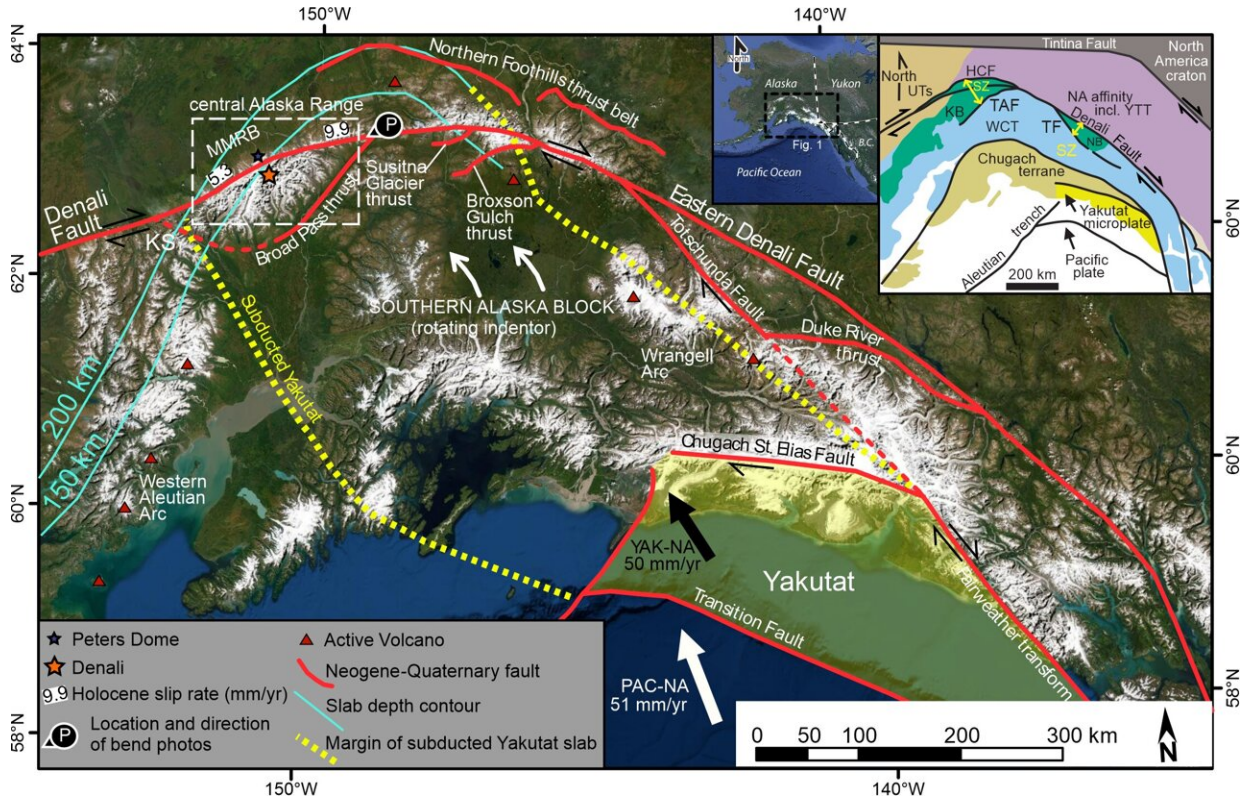 150°W
140°W
64°N
62°N
60°N
58°N
60°N
60°N
58°N
150°W
140°W
Northern Foothills thrust belt
central Alaska Range
MMRB
9.9
5.3
P
Denali
Fault
KS
Broad Pass thrust
Susitna
Glacier
thrust
Broxson
Gulch
thrust
Totschunda Fault
Eastern Denali Fault
SOUTHERN ALASKA BLOCK
(rotating indentor)
Subducted Yakutat
Wrangell
Arc
Duke River
thrust
200 km
150 km
Western
Aleutian
Arc
Chugach St. Elias Fault
YAK-NA
50 mm/yr
Yakutat
Fairweather transform
Transition Fault
PAC-NA
51 mm/yr
North
Alaska
Yukon
Fig. 1
B.C.
Pacific Ocean
Tintina Fault
North
America
craton
North
UTs
HCF
SZ
KB
TAF
WCT
NA affinity
incl. YTT
TF
Denali
Fault
NB
SZ
Chugach
terrane
Yakutat
microplate
Aleutian trench
Pacific
plate
200 km
Peters Dome
Denali
9.9 Holocene slip rate (mm/yr)
P Location and direction
of bend photos
Active Volcano
Neogene-Quaternary fault
Slab depth contour
Margin of subducted Yakutat slab
0 50 100 200 300 km
N